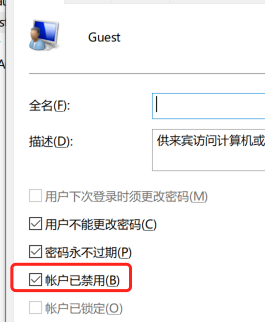 Guest
全名(F):
描述(D):
供来宾访问计算机或
用户下次登录时须更改密码(M)
用户不能更改密码(C)
密码永不过期(P)
帐户已禁用(B)
帐户已锁定(O)